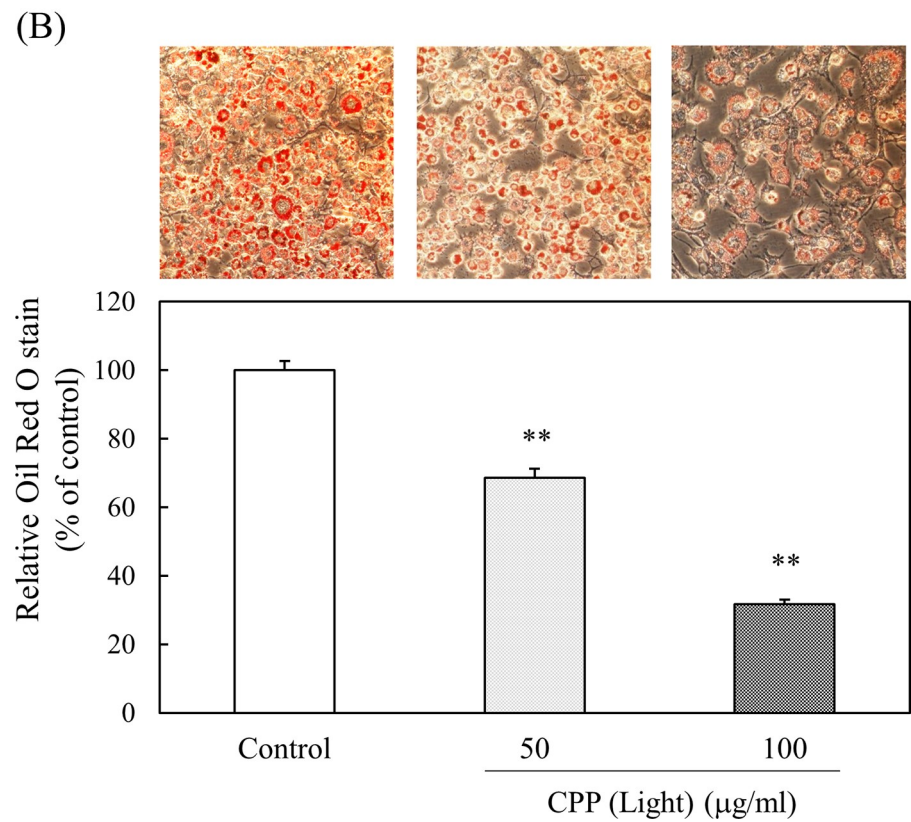 (B)
Relative Oil Red O stain
(% of control)
120
100
80
60
40
20
0
**
**
Control
50
100
CPP (Light) (μg/ml)